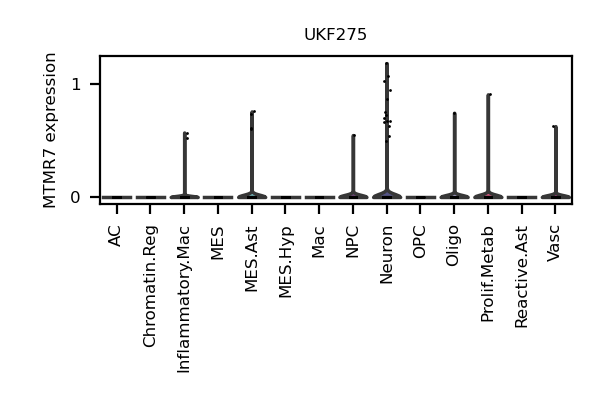 UKF275
MTMR7 expression
1
0
AC
Chromatin.Reg
Inflammatory.Mac
MES
MES.Ast
MES.Hyp
Mac
NPC
Neuron
OPC
Oligo
Prolif.Metab
Reactive.Ast
Vasc